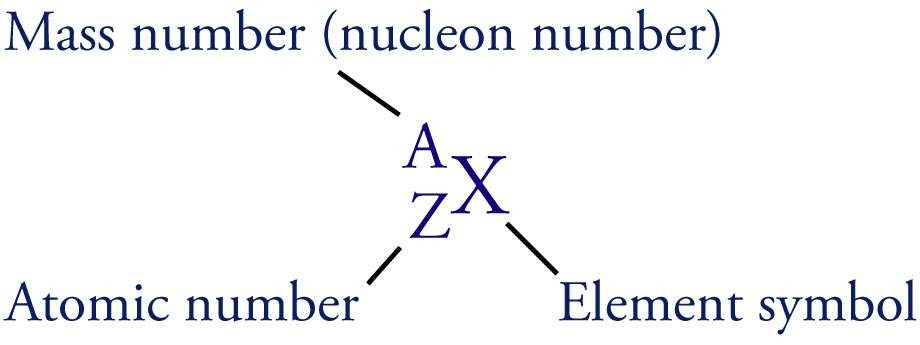 Mass number (nucleon number)
A
X
Z
Atomic number
Element symbol